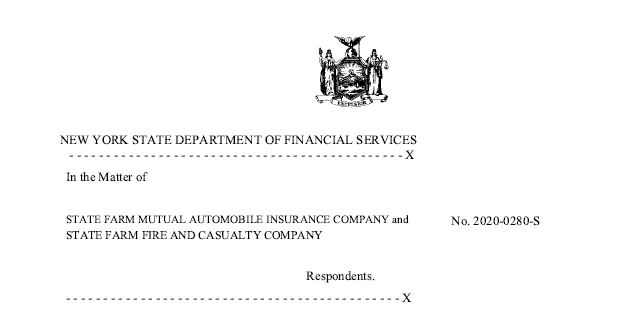 EXCELSIOR
NEW YORK STATE DEPARTMENT OF FINANCIAL SERVICES
- - - - - - - - - - - - - - - - - - - - - - - - - - - - - - - - - - - - - - - - - - - - - X
In the Matter of
STATE FARM MUTUAL AUTOMOBILE INSURANCE COMPANY and No. 2020-0280-S
STATE FARM FIRE AND CASUALTY COMPANY
Respondents.
- - - - - - - - - - - - - - - - - - - - - - - - - - - - - - - - - - - - - - - - - - - - - X